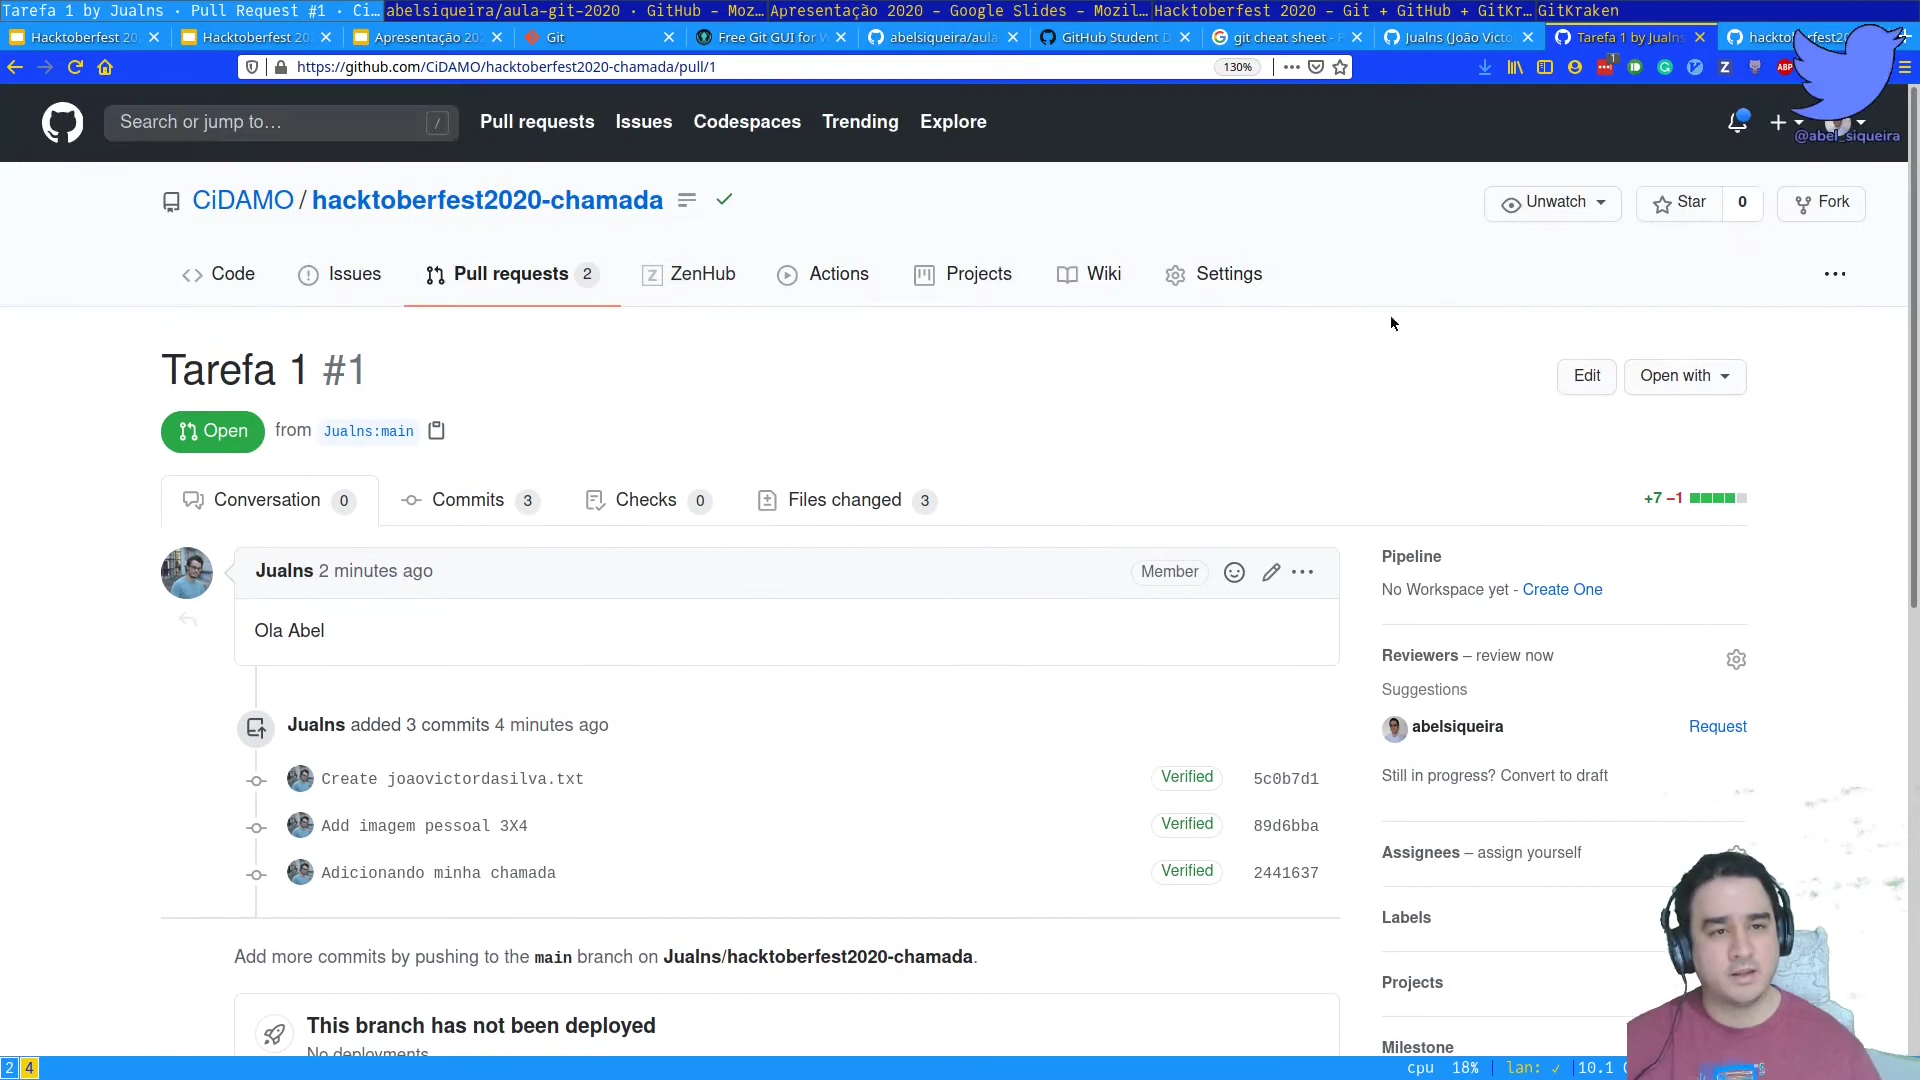 Tarefa 1 by Jualns · Pull Request #1 · Ci…
abelsiqueira/aula-git-2020 · GitHub - Moz…
Apresentação 2020 - Google Slides - Mozil…
Hacktoberfest 2020 - Git + GitHub + GitKr…
GitKraken
Hacktoberfest 20
Hacktoberfest 20
Apresentação 202
Git
Free Git GUI for W
abelsiqueira/aula-
GitHub Student D
git cheat sheet - P
Jualns (João Victo
Tarefa 1 by Jualns
https://github.com/CiDAMO/hacktoberfest2020-chamada/pull/1
130%
ABP
Search or jump to…
/
Pull requests
Issues
Codespaces
Trending
Explore
@abel_siqueira
CiDAMO / hacktoberfest2020-chamada
Unwatch
Star
0
Fork
Code
Issues
Pull requests 2
ZenHub
Actions
Projects
Wiki
Settings
Tarefa 1 #1
Edit
Open with
Open
from Jualns:main
Conversation 0
Commits 3
Checks 0
Files changed 3
+7 −1
Jualns 2 minutes ago
Member
Ola Abel
Jualns added 3 commits 4 minutes ago
Create joaovictordasilva.txt
Verified
5c0b7d1
Add imagem pessoal 3X4
Verified
89d6bba
Adicionando minha chamada
Verified
2441637
Add more commits by pushing to the main branch on Jualns/hacktoberfest2020-chamada.
This branch has not been deployed
No deployments
Pipeline
No Workspace yet - Create One
Reviewers – review now
Suggestions
abelsiqueira
Request
Still in progress? Convert to draft
Assignees – assign yourself
Labels
Projects
Milestone
2 4
cpu 18%
lan: ✓
10.1